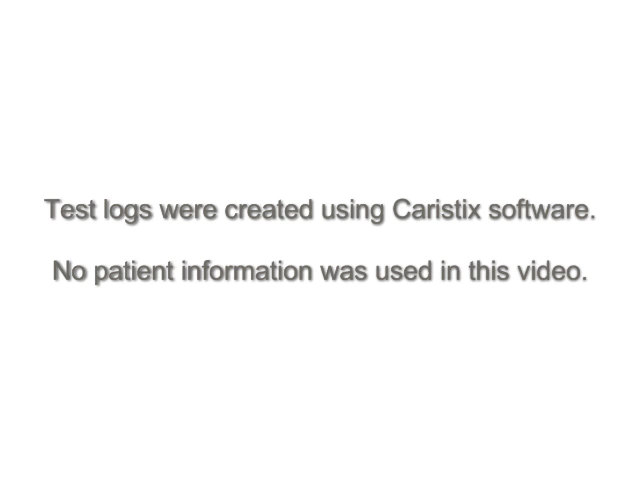 Test logs were created using Caristix software.
No patient information was used in this video.